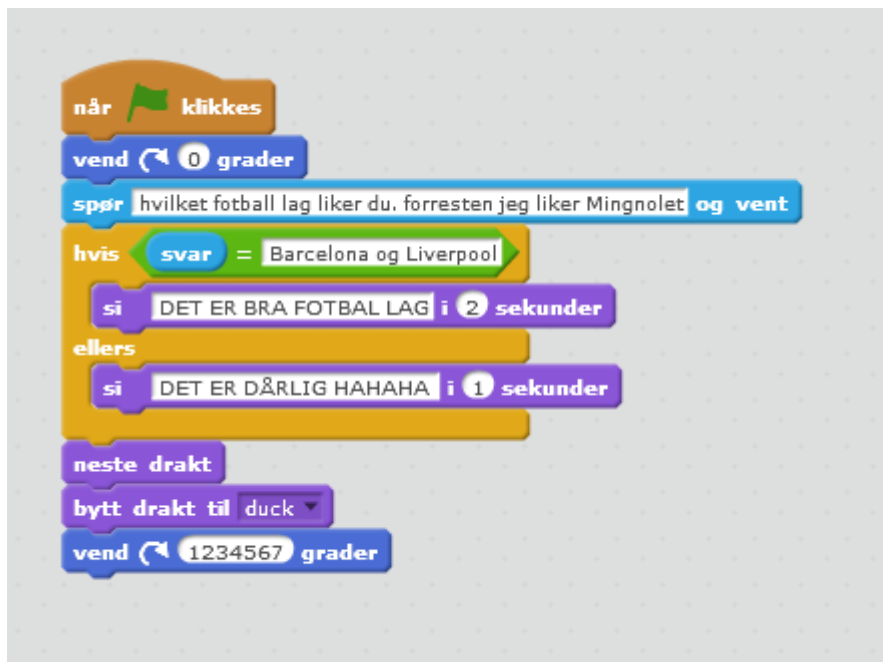 når klikkes
vend 0 grader
spør hvilket fotball lag liker du. forresten jeg liker Mingnolet og vent
hvis svar = Barcelona og Liverpool
si DET ER BRA FOTBAL LAG i 2 sekunder
ellers
si DET ER DÅRLIG HAHAHA i 1 sekunder
neste drakt
bytt drakt til duck
vend 1234567 grader